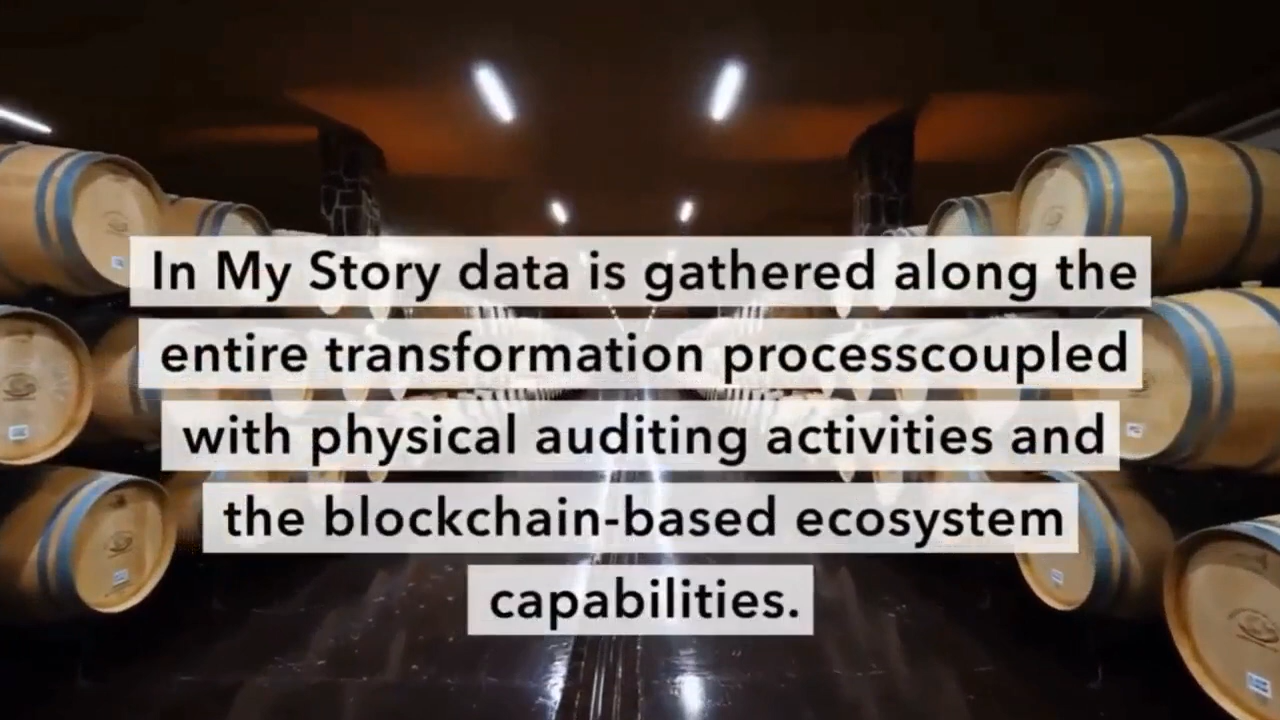 In My Story data is gathered along the
entire transformation processcoupled
with physical auditing activities and
the blockchain-based ecosystem
capabilities.